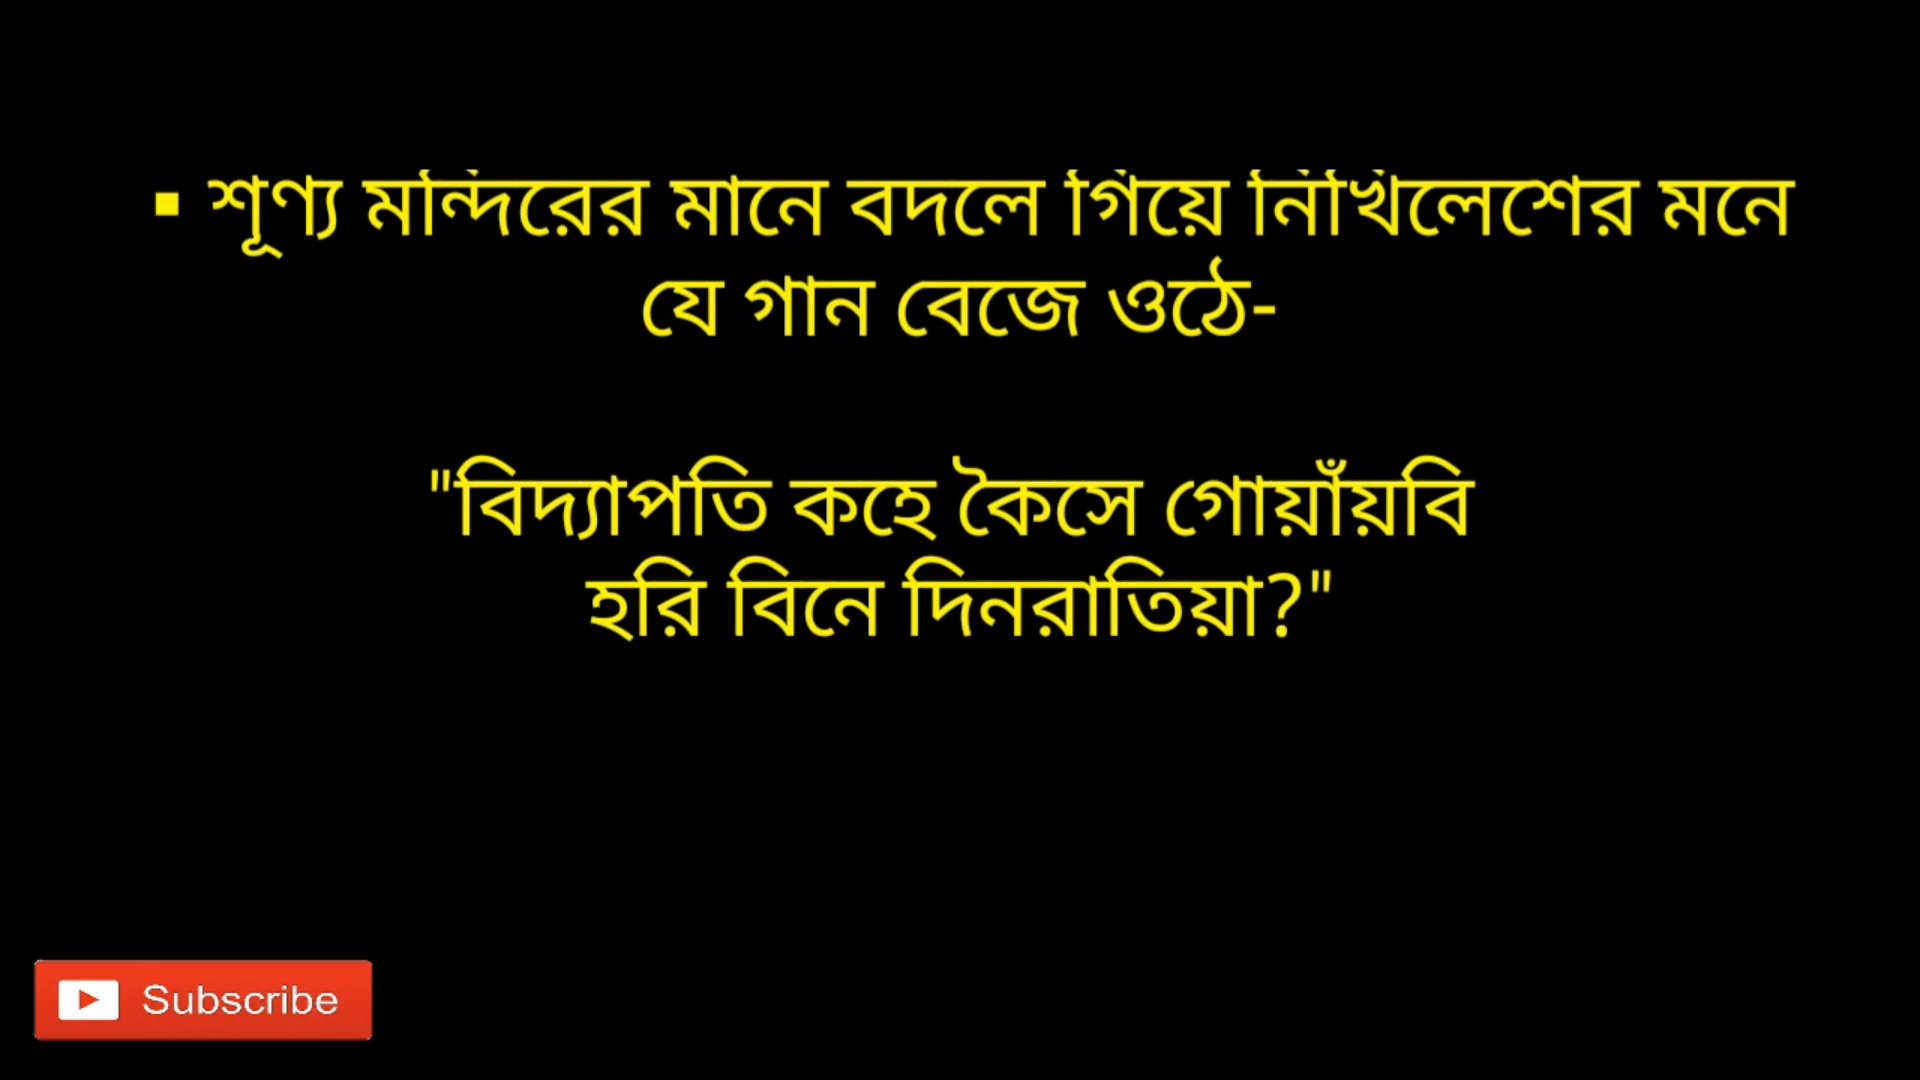 ▪ শূণ্য মন্দিরের মানে বদলে গিয়ে নিখিলেশের মনে
যে গান বেজে ওঠে-
"বিদ্যাপতি কহে কৈসে গোয়াঁয়বি
হরি বিনে দিনরাতিয়া?"
Subscribe